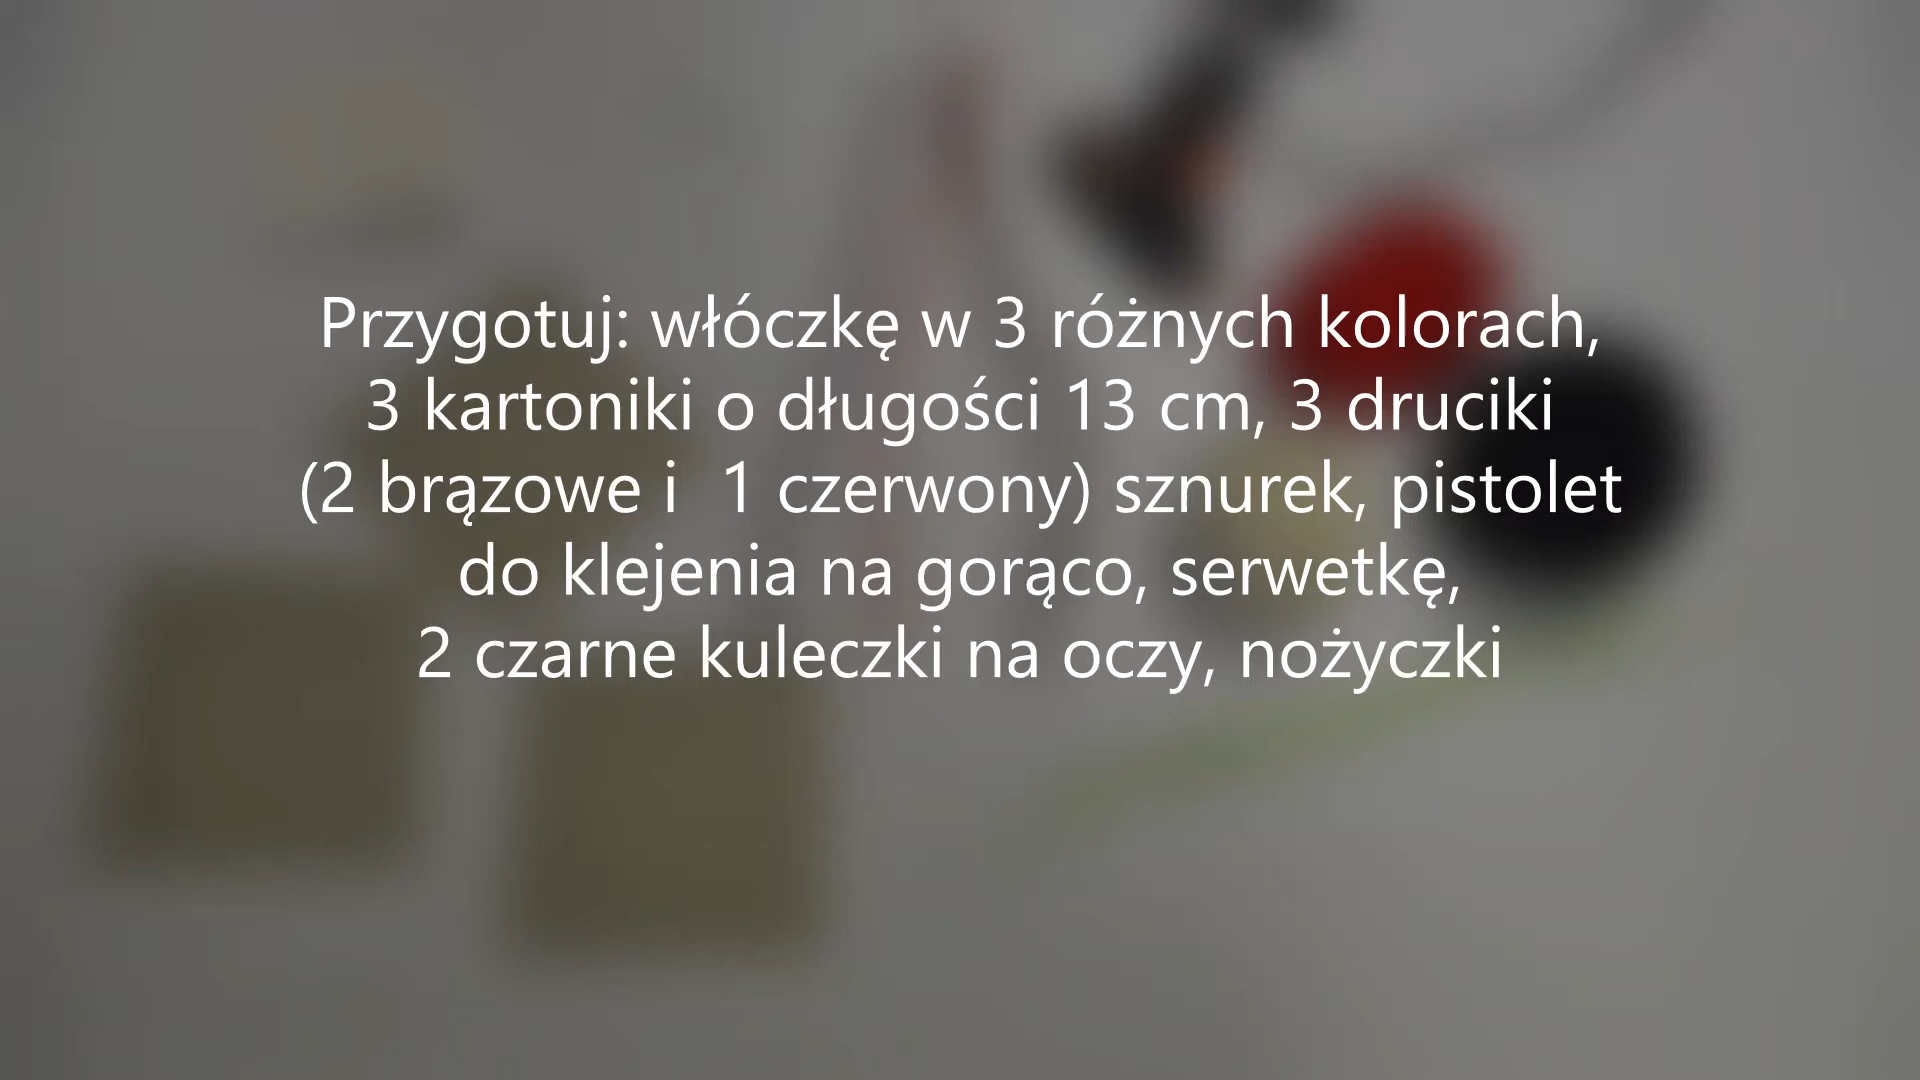 Przygotuj: włóczkę w 3 różnych kolorach,
3 kartoniki o długości 13 cm, 3 druciki
(2 brązowe i  1 czerwony) sznurek, pistolet
do klejenia na gorąco, serwetkę,
2 czarne kuleczki na oczy, nożyczki